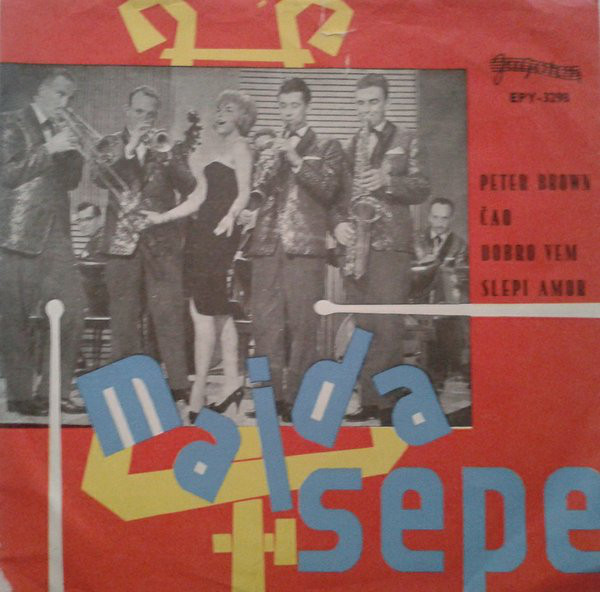 Jugoton
EPY-3298
PETER BROWN
ČAO
DOBRO VEM
SLEPI AMOR
majda
sepe